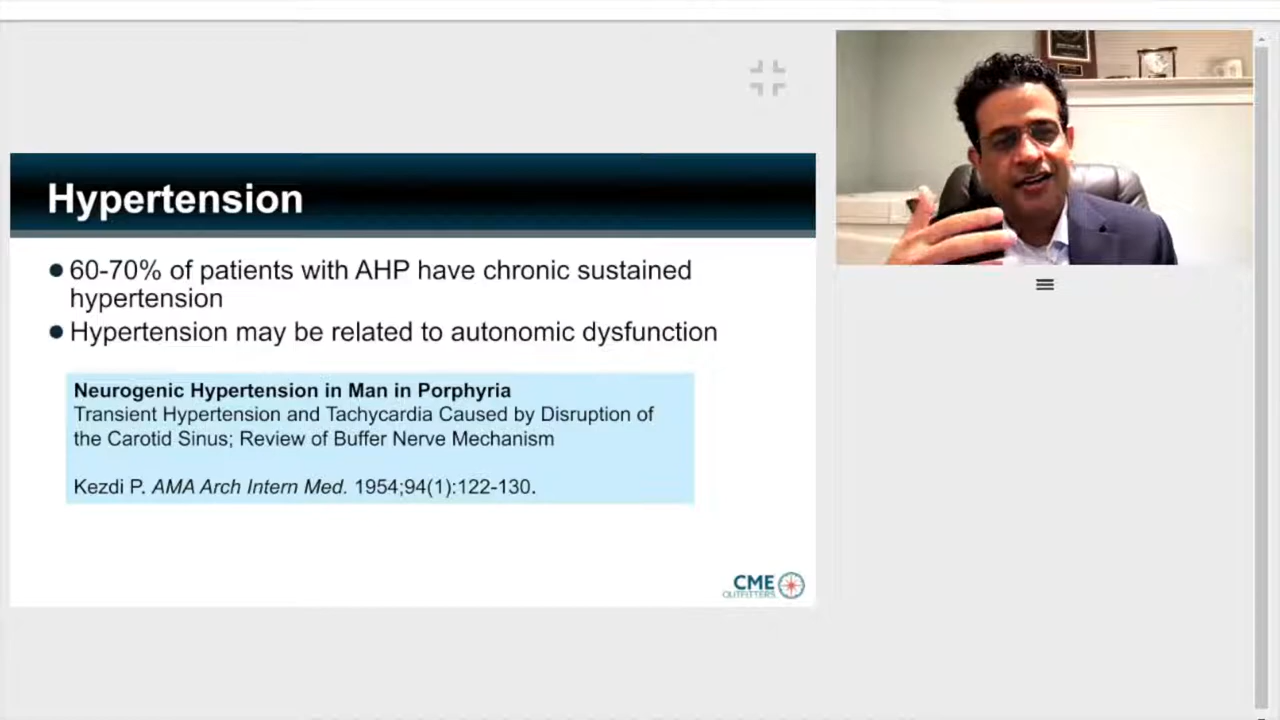 Hypertension
60-70% of patients with AHP have chronic sustained
hypertension
Hypertension may be related to autonomic dysfunction
Neurogenic Hypertension in Man in Porphyria
Transient Hypertension and Tachycardia Caused by Disruption of
the Carotid Sinus; Review of Buffer Nerve Mechanism
Kezdi P. AMA Arch Intern Med. 1954;94(1):122-130.
CME
OUTFITTERS